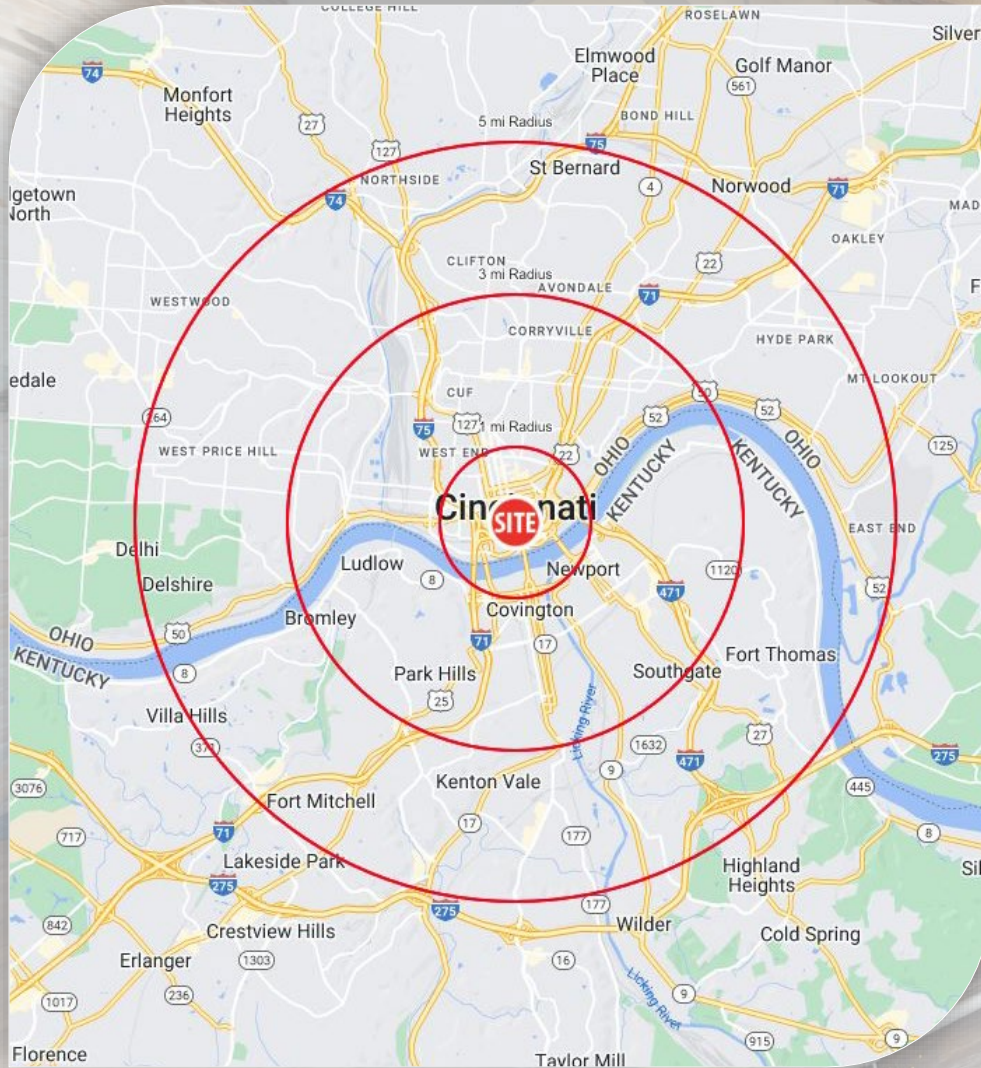 COLLEGE HILL
ROSELAWN
Silver
Elmwood
Place
Golf Manor
74
561
Monfort
Heights
27
5 mi Radius
BOND HILL
127
75
St Bernard
NORTHSIDE
4
Norwood
71
74
dgetown
North
MAD
OAKLEY
CLIFTON
22
3 mi Radius
AVONDALE
71
WESTWOOD
CORRYVILLE
HYDE PARK
edale
MT LOOKOUT
CUF
50
264
52
52
75
127
1 mi Radius
OHIO
125
WEST PRICE HILL
WEST END
22
OHIO
KENTUCKY
KENTUCKY
Cincinnati
SITE
EAST END
Delhi
Ludlow
Newport
1120
Delshire
8
471
52
Covington
Bromley
50
OHIO
71
17
Fort Thomas
KENTUCKY
8
Park Hills
Southgate
25
Villa Hills
Licking River
371
1632
27
471
275
9
3076
Kenton Vale
445
Fort Mitchell
717
71
17
177
8
Lakeside Park
Highland
Heights
Sil
275
275
177
842
Crestview Hills
Wilder
Cold Spring
Erlanger
1303
16
236
Licking River
9
1017
915
9
Florence
Taylor Mill